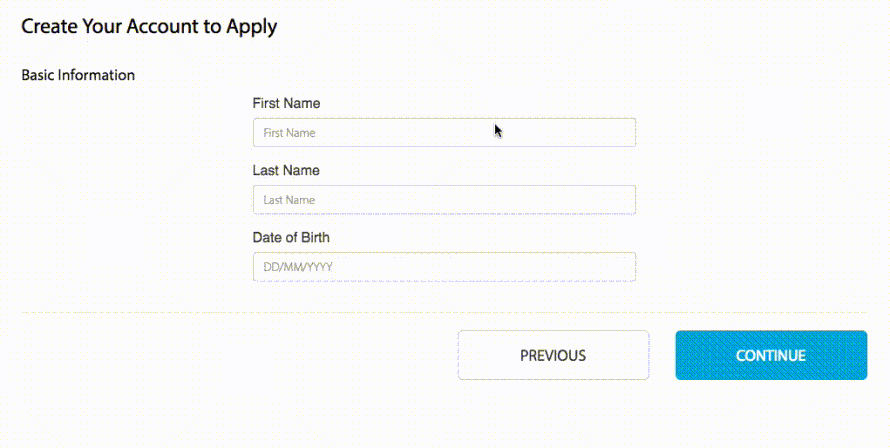 Create Your Account to Apply
Basic Information
First Name
First Name
Last Name
Last Name
Date of Birth
DD/MM/YYYY
PREVIOUS CONTINUE